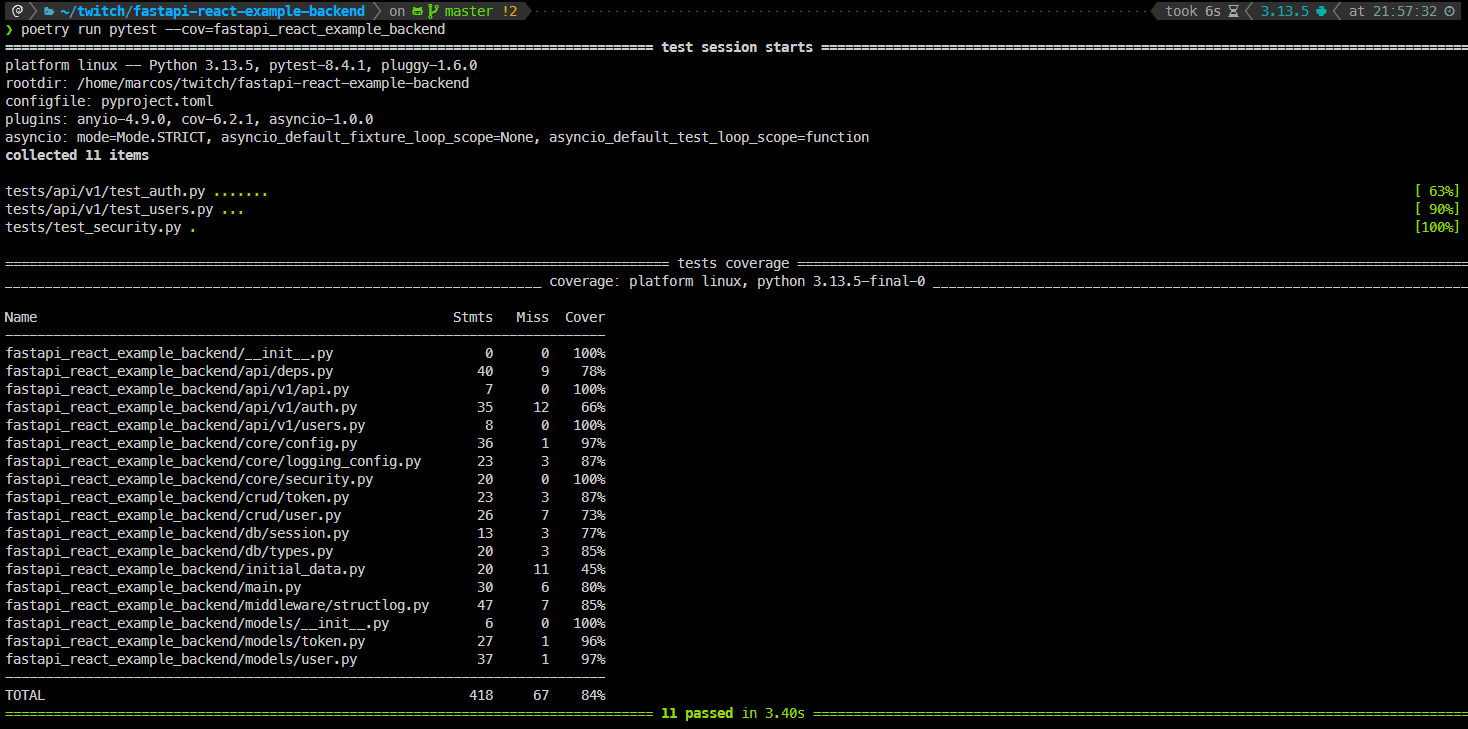 @ ~/twitch/fastapi-react-example-backend on master !2 took 6s 3.13.5 at 21:57:32
❯ poetry run pytest --cov=fastapi_react_example_backend
=== test session starts ===
platform linux -- Python 3.13.5, pytest-8.4.1, pluggy-1.6.0
rootdir: /home/marcos/twitch/fastapi-react-example-backend
configfile: pyproject.toml
plugins: anyio-4.9.0, cov-6.2.1, asyncio-1.0.0
asyncio: mode=Mode.STRICT, asyncio_default_fixture_loop_scope=None, asyncio_default_test_loop_scope=function
collected 11 items
tests/api/v1/test_auth.py ....... [ 63%]
tests/api/v1/test_users.py ... [ 90%]
tests/test_security.py . [100%]
=== tests coverage ===
___ coverage: platform linux, python 3.13.5-final-0 ___
Name Stmts Miss Cover
fastapi_react_example_backend/__init__.py 0 0 100%
fastapi_react_example_backend/api/deps.py 40 9 78%
fastapi_react_example_backend/api/v1/api.py 7 0 100%
fastapi_react_example_backend/api/v1/auth.py 35 12 66%
fastapi_react_example_backend/api/v1/users.py 8 0 100%
fastapi_react_example_backend/core/config.py 36 1 97%
fastapi_react_example_backend/core/logging_config.py 23 3 87%
fastapi_react_example_backend/core/security.py 20 0 100%
fastapi_react_example_backend/crud/token.py 23 3 87%
fastapi_react_example_backend/crud/user.py 26 7 73%
fastapi_react_example_backend/db/session.py 13 3 77%
fastapi_react_example_backend/db/types.py 20 3 85%
fastapi_react_example_backend/initial_data.py 20 11 45%
fastapi_react_example_backend/main.py 30 6 80%
fastapi_react_example_backend/middleware/structlog.py 47 7 85%
fastapi_react_example_backend/models/__init__.py 6 0 100%
fastapi_react_example_backend/models/token.py 27 1 96%
fastapi_react_example_backend/models/user.py 37 1 97%
TOTAL 418 67 84%
=== 11 passed in 3.40s ===